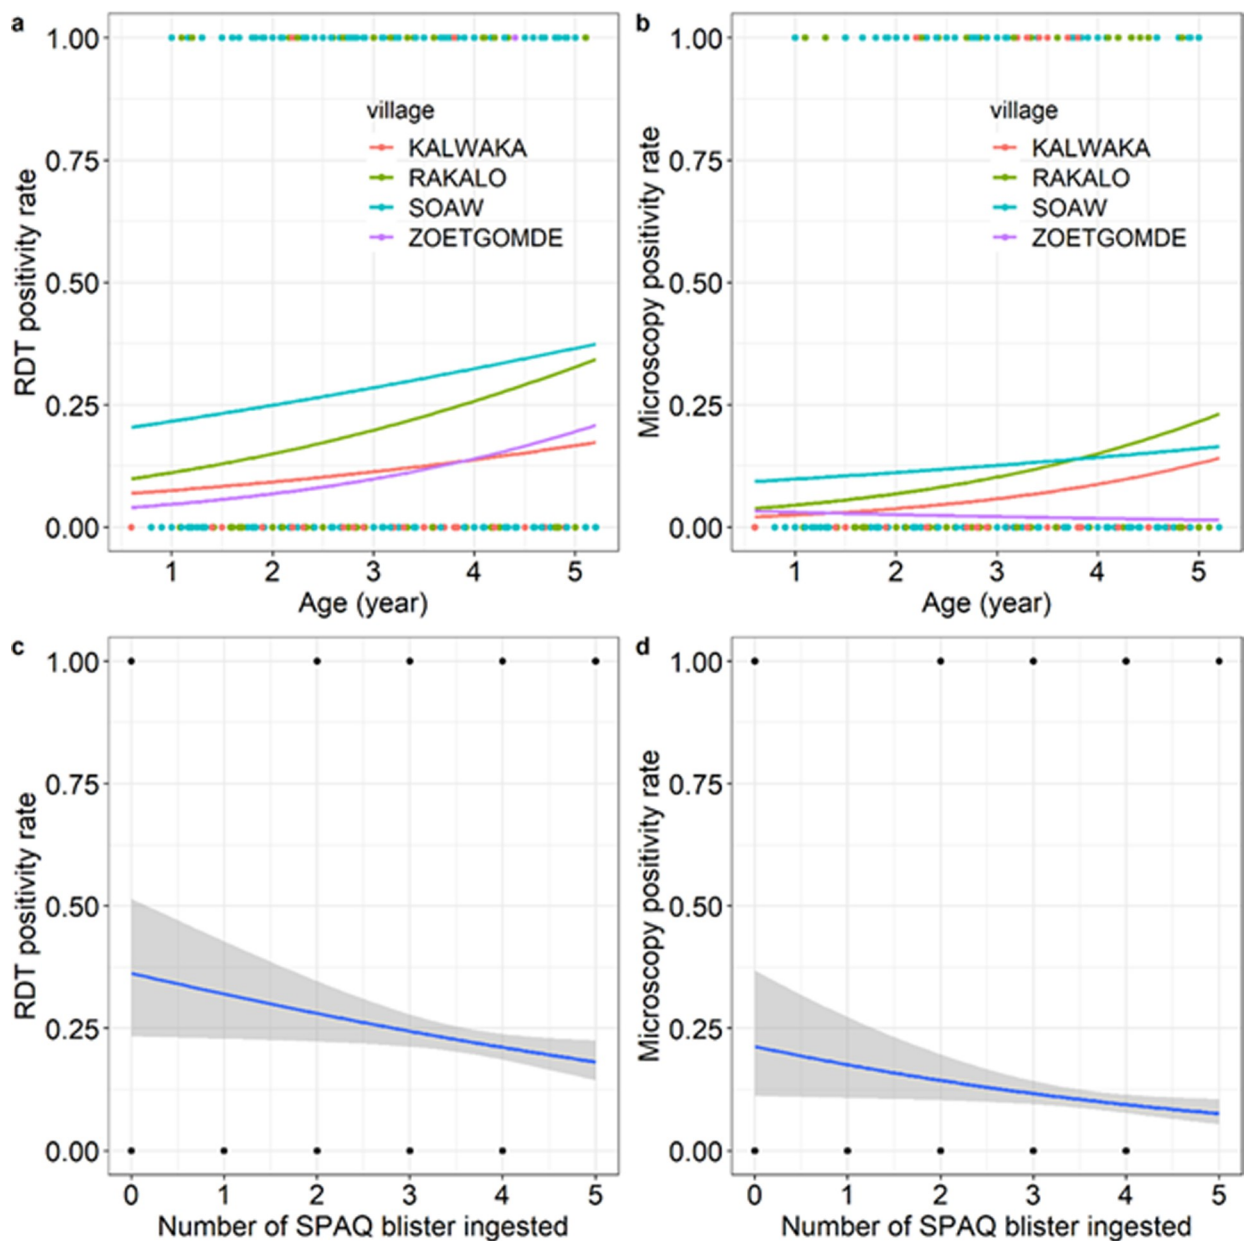 a
1.00
0.75
0.50
0.25
0.00
RDT positivity rate
village
KALWAKA
RAKALO
SOAW
ZOETGOMDE
1 2 3 4 5
Age (year)
b
1.00
0.75
0.50
0.25
0.00
Microscopy positivity rate
village
KALWAKA
RAKALO
SOAW
ZOETGOMDE
1 2 3 4 5
Age (year)
c
1.00
0.75
0.50
0.25
0.00
RDT positivity rate
0 1 2 3 4 5
Number of SPAQ blister ingested
d
1.00
0.75
0.50
0.25
0.00
Microscopy positivity rate
0 1 2 3 4 5
Number of SPAQ blister ingested